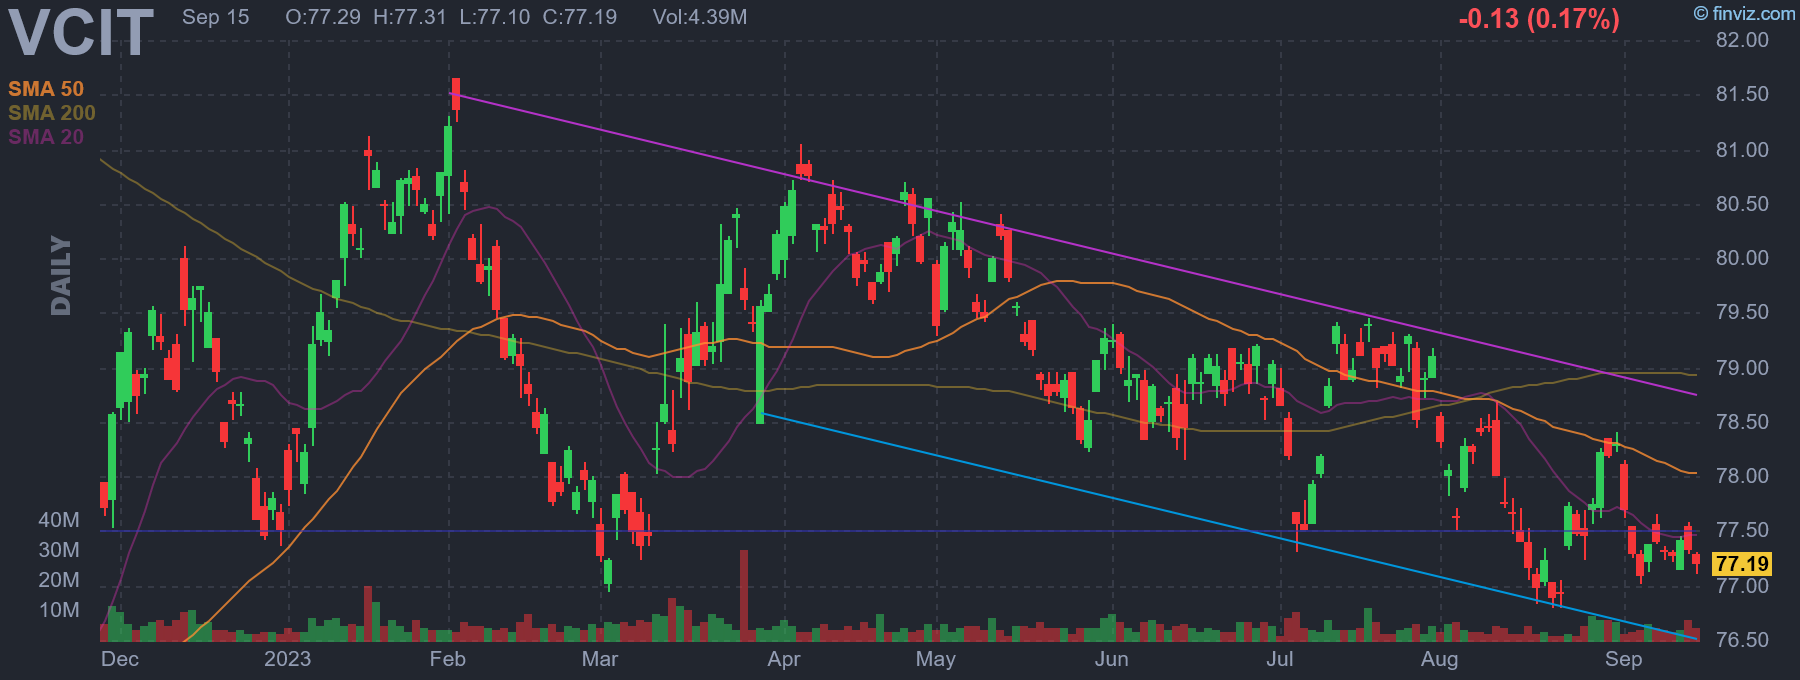 VCIT Sep 15 O:77.29 H:77.31 L:77.10 C:77.19 Vol:4.39M -0.13 (0.17%) © finviz.com
SMA 50
SMA 200
SMA 20
DAILY
82.00
81.50
81.00
80.50
80.00
79.50
79.00
78.50
78.00
77.50
77.19
77.00
76.50
40M
30M
20M
10M
Dec 2023 Feb Mar Apr May Jun Jul Aug Sep